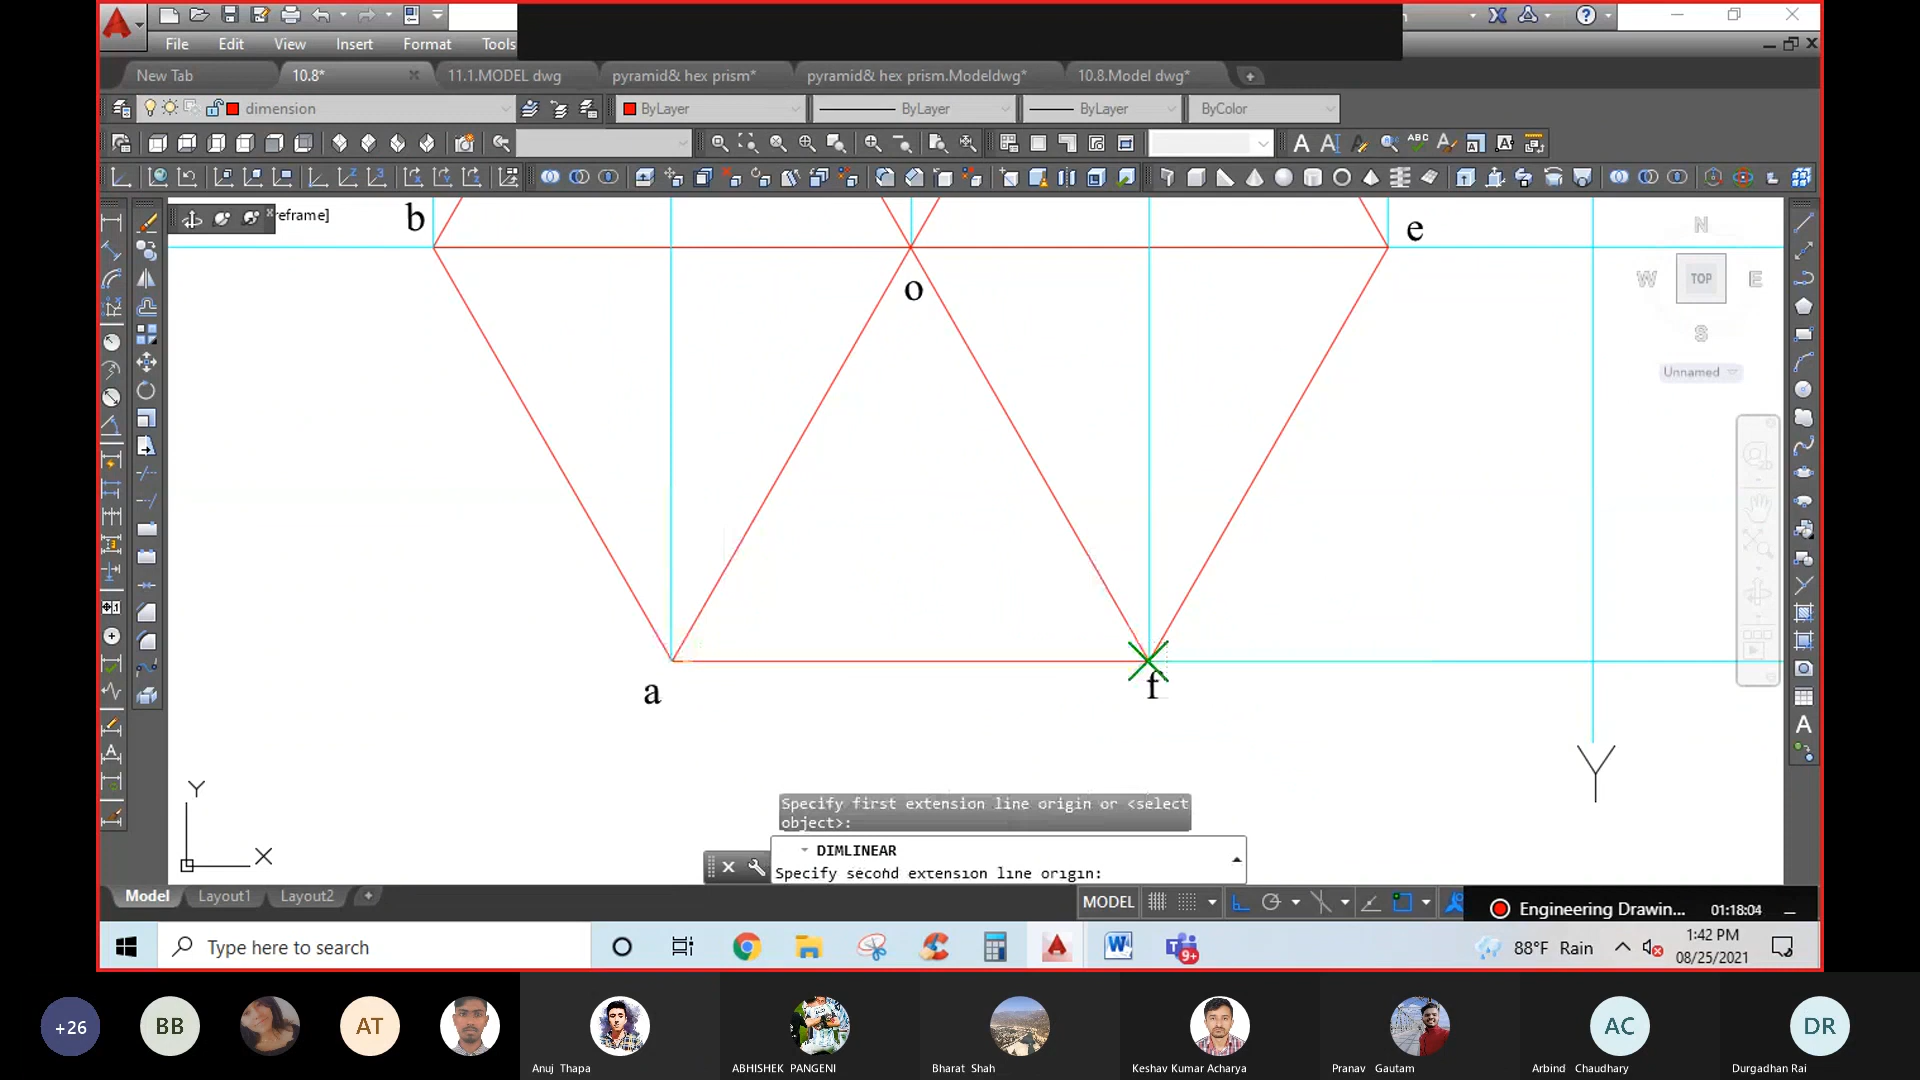 File Edit View Insert Format Tools
New Tab 10.8* 11.1.MODEL dwg pyramid& hex prism* pyramid& hex prism.Modeldwg* 10.8.Model dwg*
dimension ByLayer ByLayer ByLayer ByColor
reframe]
b
e
o
N
W TOP E
S
Unnamed
a
f
Y
Y
X
Specify first extension line origin or <select
object>:
DIMLINEAR
Specify second extension line origin:
Model Layout1 Layout2
MODEL
Engineering Drawin... 01:18:04
Type here to search
9+
88°F Rain
1:42 PM
08/25/2021
+26 BB AT AC DR
Anuj Thapa ABHISHEK PANGENI Bharat Shah Keshav Kumar Acharya Pranav Gautam Arbind Chaudhary Durgadhan Rai